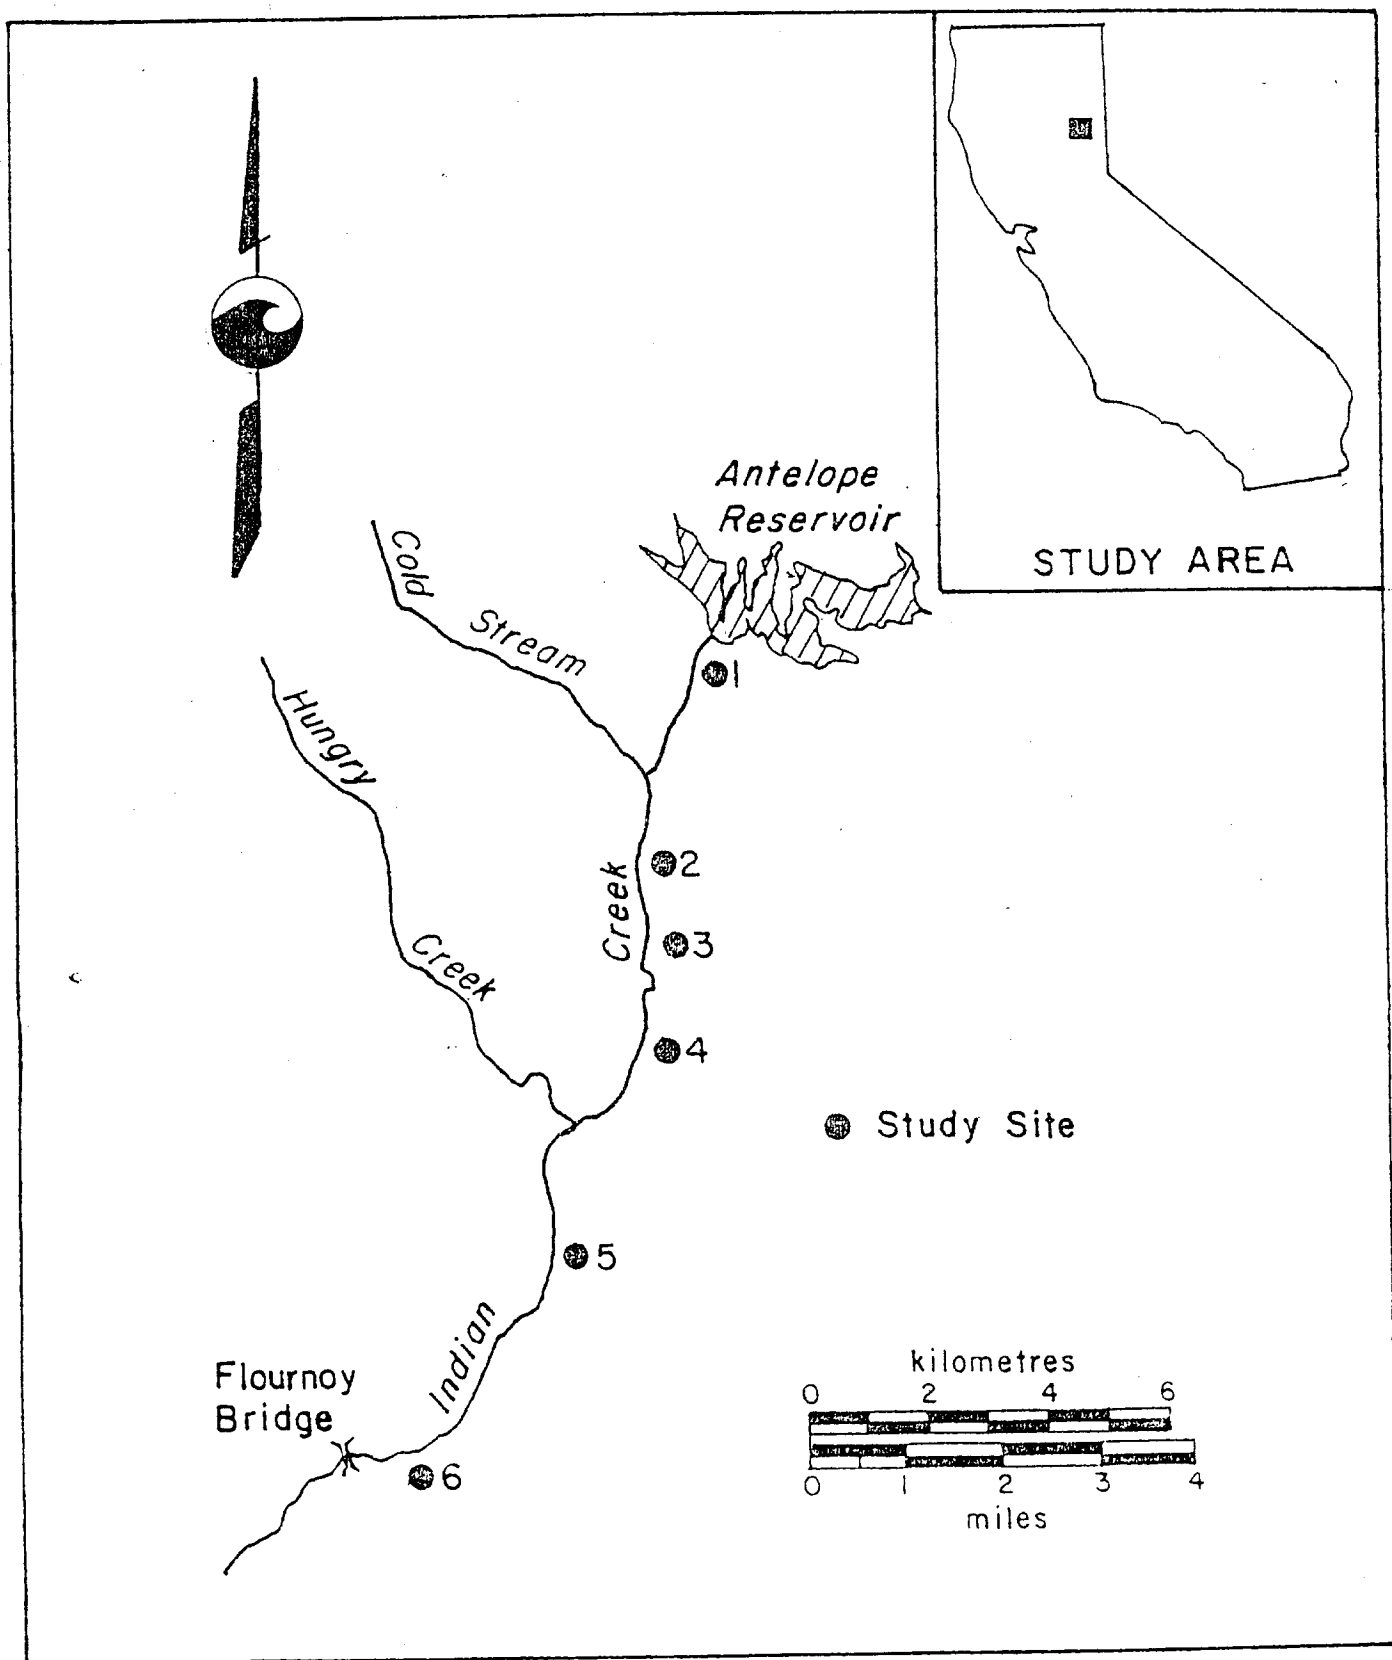 Antelope
Reservoir
STUDY AREA
Cold Stream
Hungry Creek
1
2
Creek
3
4
Study Site
5
Indian
Flournoy
Bridge
6
kilometres
0 2 4 6
0 1 2 3 4
miles